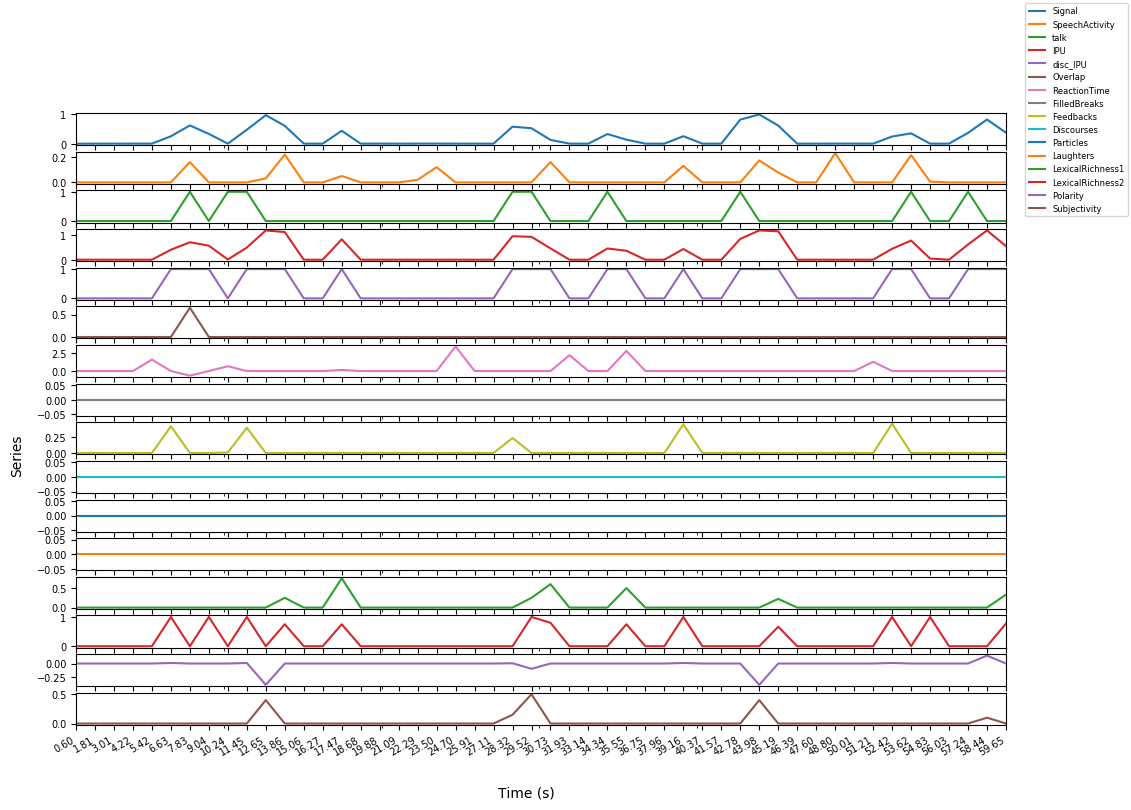 Signal
SpeechActivity
talk
IPU
disc_IPU
Overlap
ReactionTime
FilledBreaks
Feedbacks
Discourses
Particles
Laughters
LexicalRichness1
LexicalRichness2
Polarity
Subjectivity
1
0
0.2
0.0
1
0
1
0
1
0
0.5
0.0
2.5
0.0
0.05
0.00
−0.05
0.25
0.00
0.05
0.00
−0.05
0.05
0.00
−0.05
0.05
0.00
−0.05
0.5
0.0
1
0
0.00
−0.25
0.5
0.0
Series
0.60 1.81 3.01 4.22 5.42 6.63 7.83 9.04 10.24 11.45 12.65 13.86 15.06 16.27 17.47 18.68 19.88 21.09 22.29 23.50 24.70 25.91 27.11 28.32 29.52 30.73 31.93 33.14 34.34 35.55 36.75 37.96 39.16 40.37 41.57 42.78 43.98 45.19 46.39 47.60 48.80 50.01 51.21 52.42 53.62 54.83 56.03 57.24 58.44 59.65
Time (s)